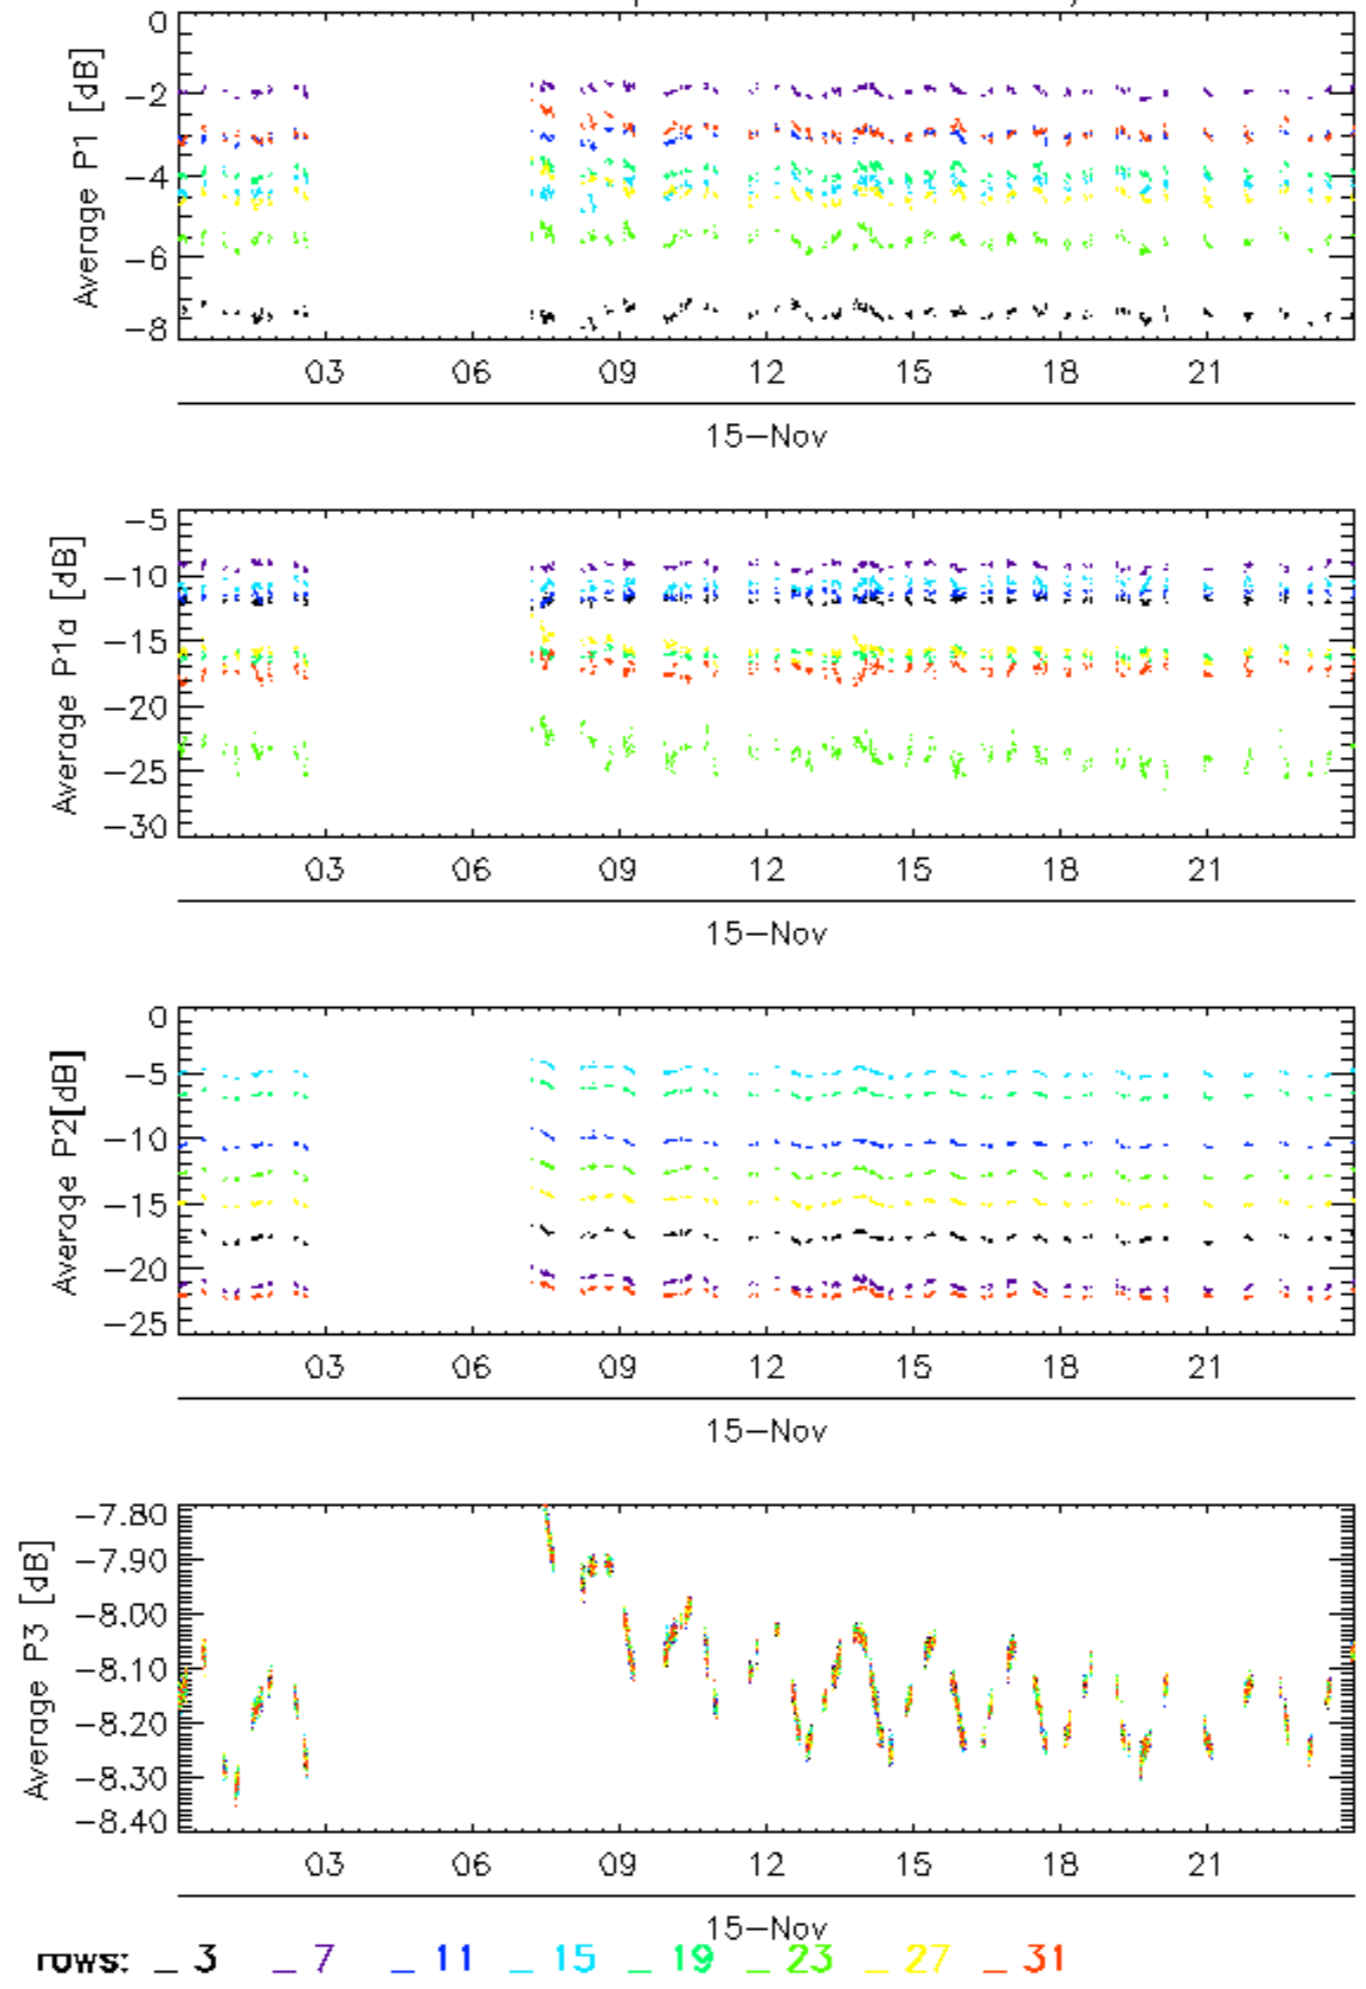 0
-2
-4
-6
-8
Average P1 [dB]
03 06 09 12 15 18 21
15-Nov
-5
-10
-15
-20
-25
-30
Average P1a [dB]
03 06 09 12 15 18 21
15-Nov
0
-5
-10
-15
-20
-25
Average P2[dB]
03 06 09 12 15 18 21
15-Nov
-7.80
-7.90
-8.00
-8.10
-8.20
-8.30
-8.40
Average P3 [dB]
03 06 09 12 15 18 21
15-Nov
rows: _ 3 _ 7 _ 11 _ 15 _ 19 _ 23 _ 27 _ 31